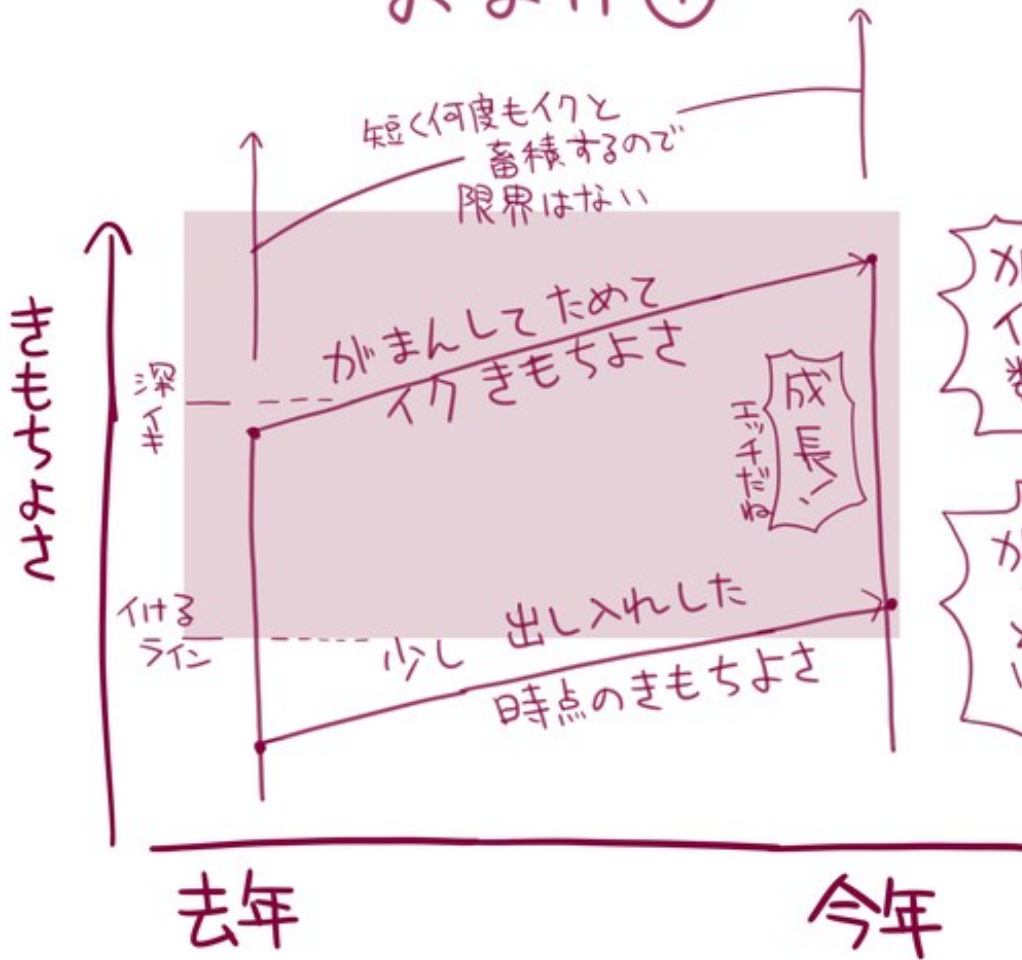 短く何度もイクと
蓄積するので
限界はない
きもちよさ
深イキ
がまんしてためて
イクきもちよさ
成長!
エッチだね
イケる
ライン
少し出し入れした
時点のきもちよさ
去年
今年